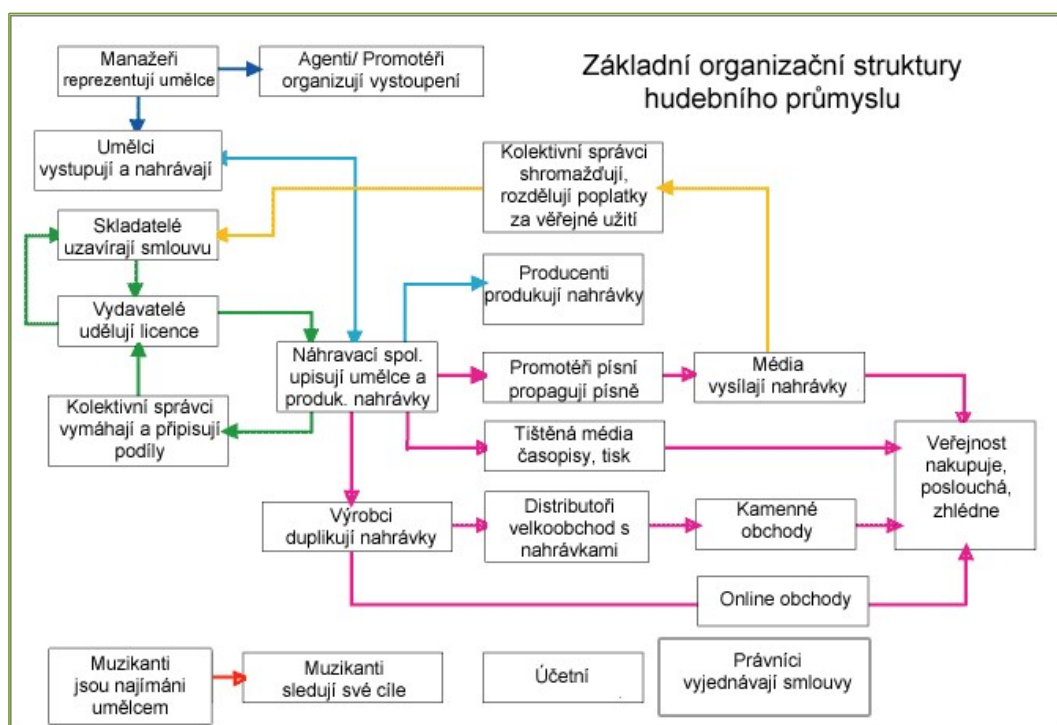 Základní organizační struktury
hudebního průmyslu
Manažeři
reprezentují umělce
Agenti/ Promotéři
organizují vystoupení
Umělci
vystupují a nahrávají
Kolektivní správci
shromažďují,
rozdělují poplatky
za věřejné užití
Skladatelé
uzavírají smlouvu
Producenti
produkují nahrávky
Vydavatelé
udělují licence
Náhravací spol.
upisují umělce a
produk. nahrávky
Promotéři písní
propagují písně
Média
vysílají nahrávky
Kolektivní správci
vymáhají a připisují
podíly
Tištěná média
časopisy, tisk
Veřejnost
nakupuje,
poslouchá,
zhlédne
Výrobci
duplikují nahrávky
Distributoři
velkoobchod s
nahrávkami
Kamenné
obchody
Online obchody
Muzikanti
jsou najímáni
umělcem
Muzikanti
sledují své cíle
Účetní
Právníci
vyjednávají smlouvy